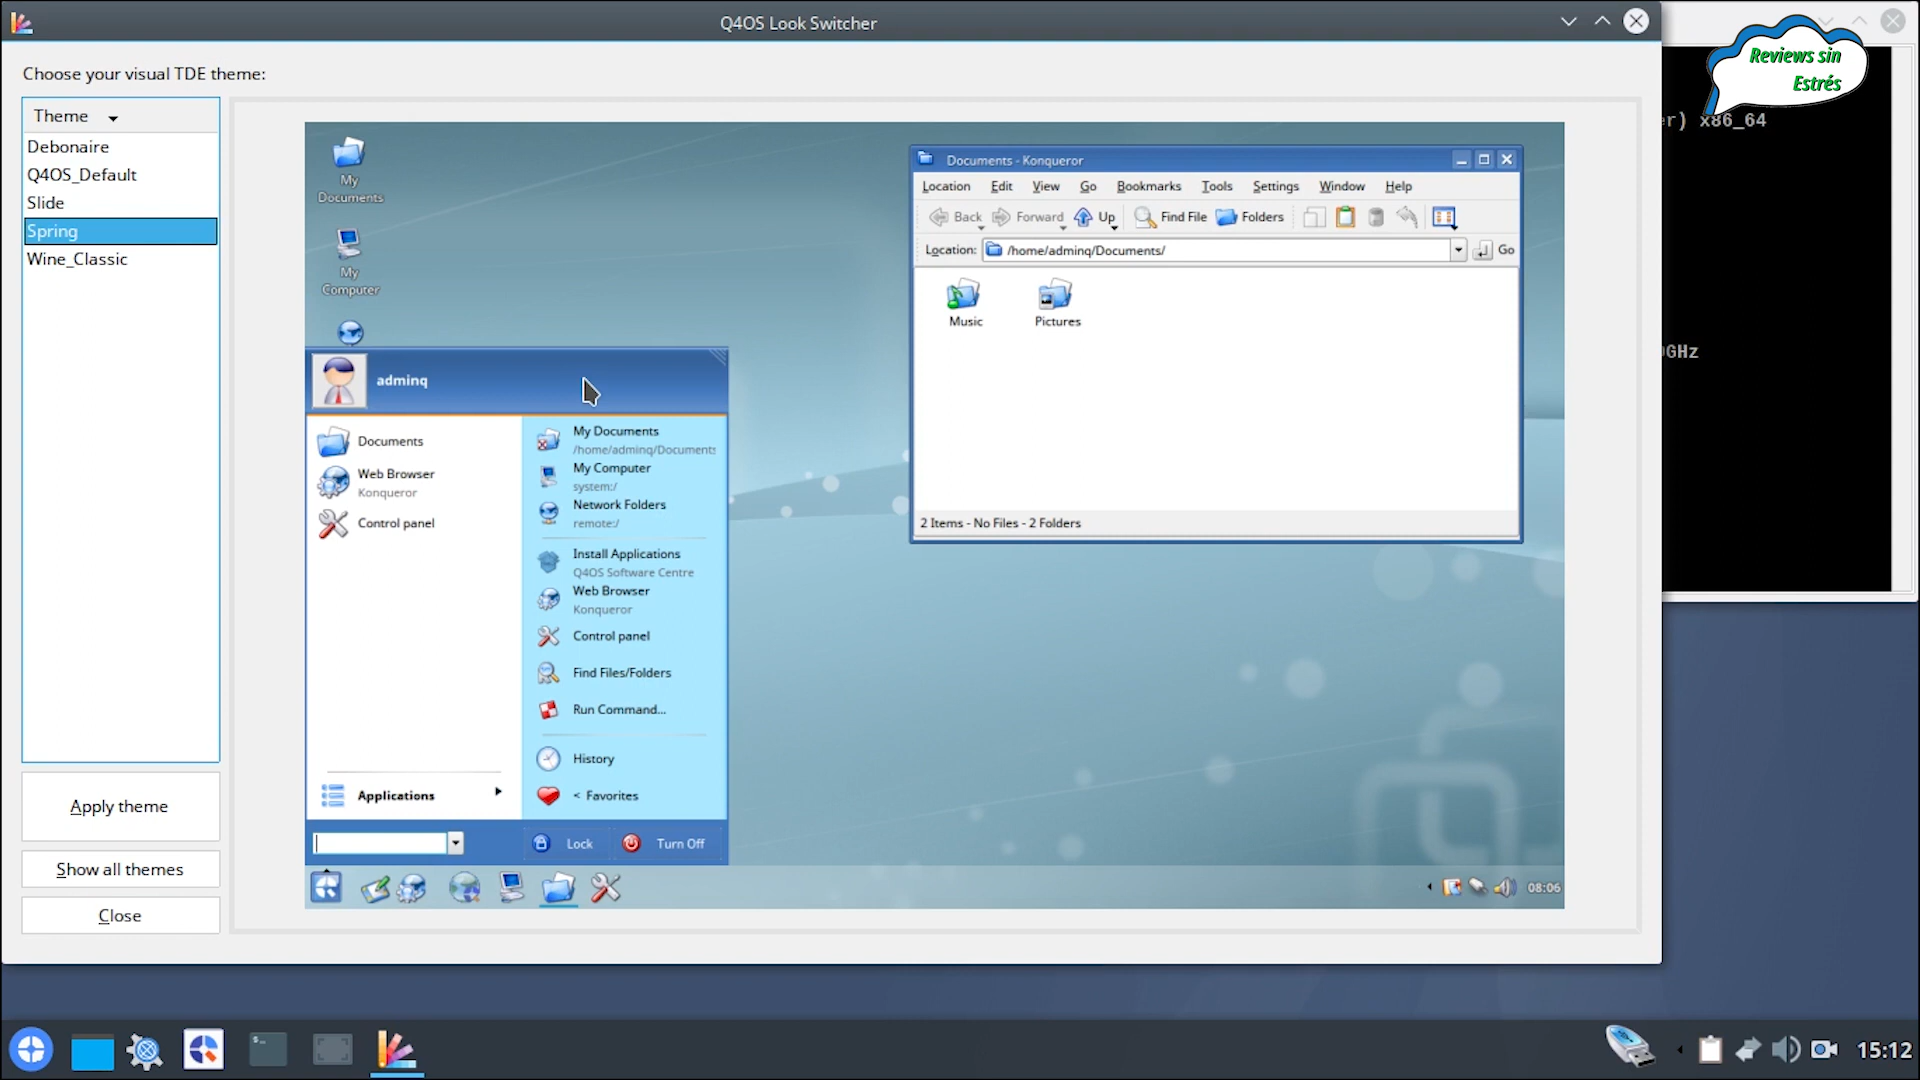 Q4OS Look Switcher
Reviews sin
Estrés
Choose your visual TDE theme:
Theme
Debonaire
Q4OS_Default
Slide
Spring
Wine_Classic
Apply theme
Show all themes
Close
My
Documents
My
Computer
adminq
Documents
Web Browser
Konqueror
Control panel
Applications
My Documents
/home/adminq/Documents
My Computer
system:/
Network Folders
remote:/
Install Applications
Q4OS Software Centre
Web Browser
Konqueror
Control panel
Find Files/Folders
Run Command...
History
< Favorites
Lock
Turn Off
Documents - Konqueror
Location Edit View Go Bookmarks Tools Settings Window Help
Back Forward Up Find File Folders
Location: /home/adminq/Documents/ Go
Music
Pictures
2 Items - No Files - 2 Folders
08:06
er) x86_64
GHz
15:12